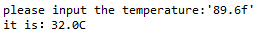 please input the temperature:'89.6f'
it is: 32.0C